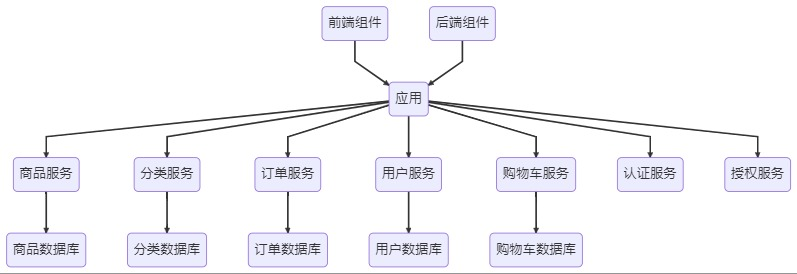 前端组件
后端组件
应用
商品服务
分类服务
订单服务
用户服务
购物车服务
认证服务
授权服务
商品数据库
分类数据库
订单数据库
用户数据库
购物车数据库